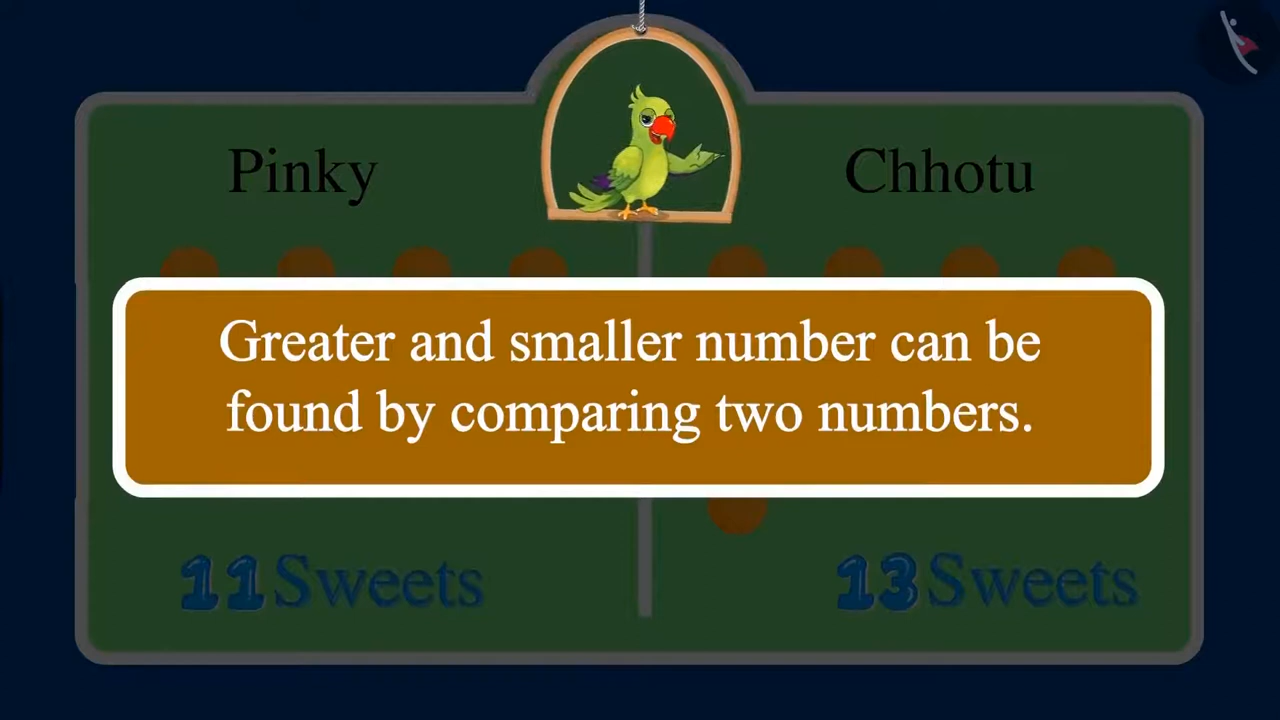 Pinky
Chhotu
Greater and smaller number can be
found by comparing two numbers.
11 Sweets
13 Sweets